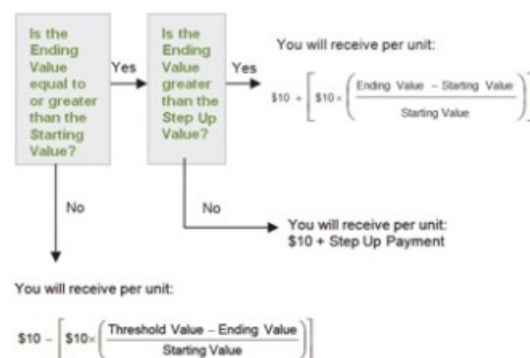 Is the
Ending
Value
equal to
or greater
than the
Starting
Value?
Yes
Is the
Ending
Value
greater
than the
Step Up
Value?
Yes
You will receive per unit:
$10 + [$10 × (Ending Value – Starting Value / Starting Value)]
No
No
You will receive per unit:
$10 + Step Up Payment
You will receive per unit:
$10 – [$10× (Threshold Value – Ending Value / Starting Value)]